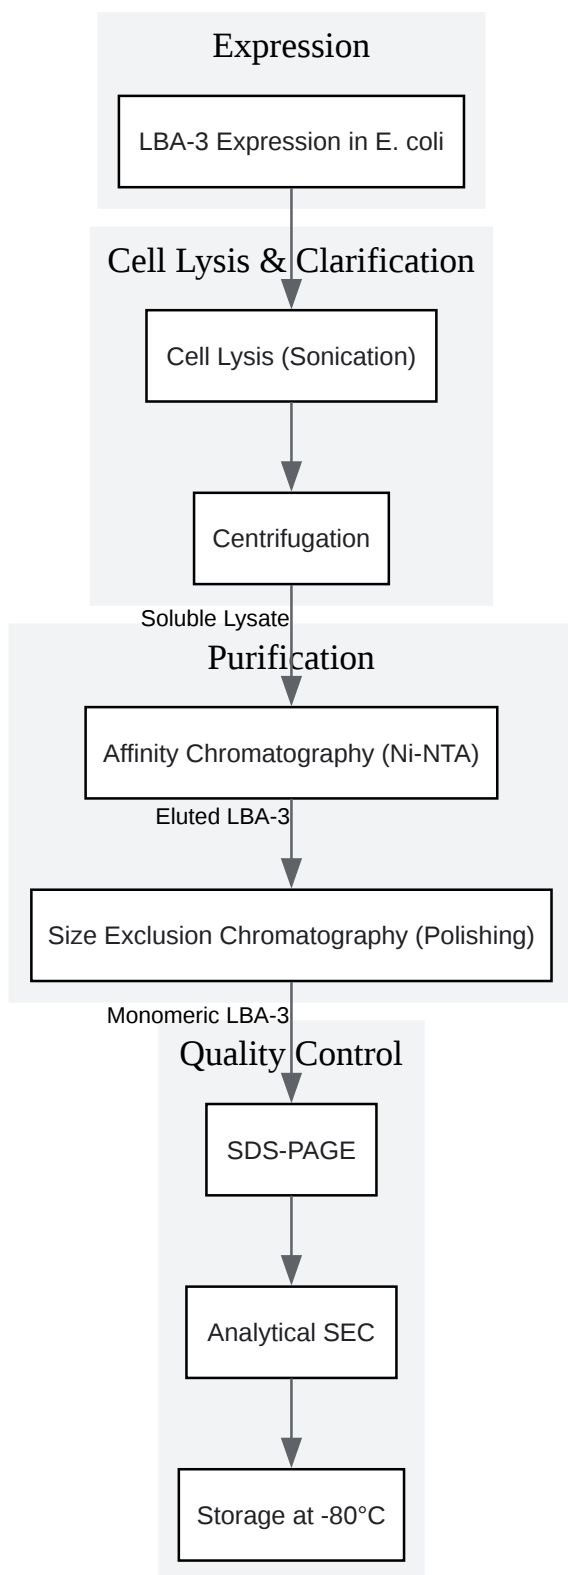 Expression
LBA-3 Expression in E. coli
Cell Lysis & Clarification
Cell Lysis (Sonication)
Centrifugation
Soluble Lysate
Purification
Affinity Chromatography (Ni-NTA)
Eluted LBA-3
Size Exclusion Chromatography (Polishing)
Monomeric LBA-3
Quality Control
SDS-PAGE
Analytical SEC
Storage at -80°C